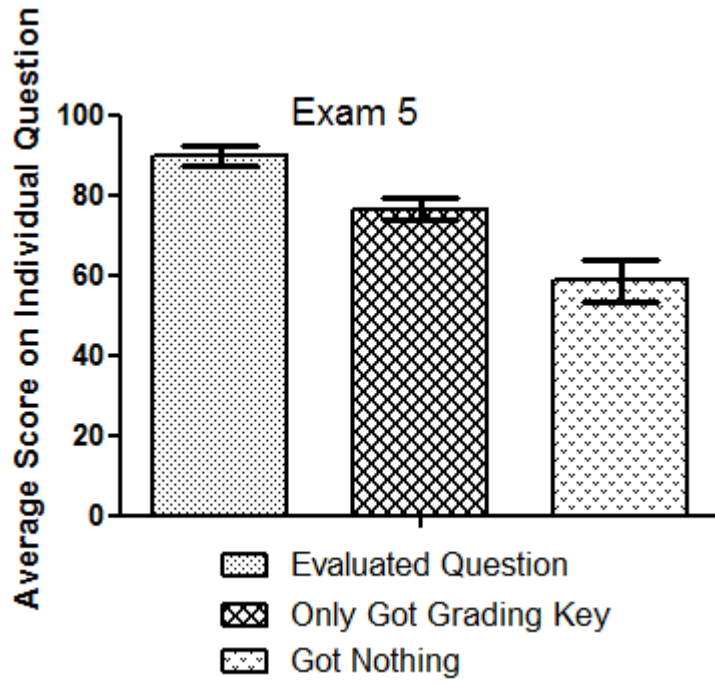 Exam 5
Average Score on Individual Question
100
80
60
40
20
0
Evaluated Question
Only Got Grading Key
Got Nothing